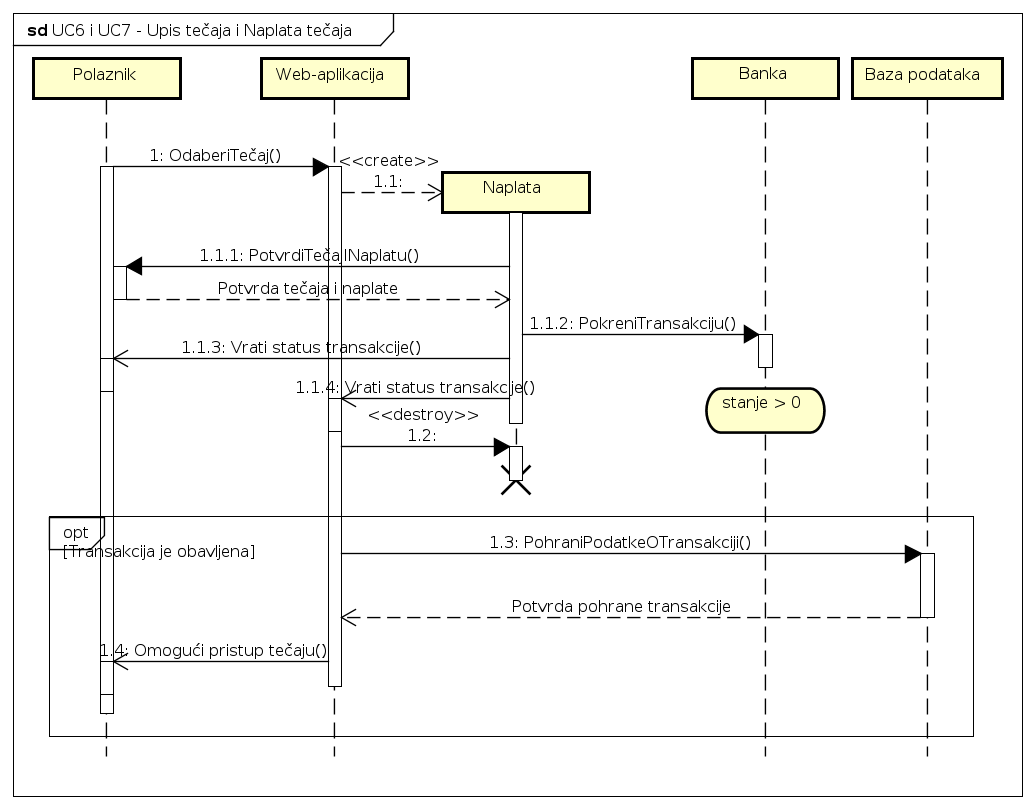 sd UC6 i UC7 - Upis tečaja i Naplata tečaja
Polaznik
Web-aplikacija
Banka
Baza podataka
1: OdaberiTečaj()
<<create>>
1.1:
Naplata
1.1.1: PotvrdiTečajINaplatu()
Potvrda tečaja i naplate
1.1.2: PokreniTransakciju()
1.1.3: Vrati status transakcije()
1.1.4: Vrati status transakcije()
stanje > 0
<<destroy>>
1.2:
opt
[Transakcija je obavljena]
1.3: PohraniPodatkeOTransakciji()
Potvrda pohrane transakcije
1.4: Omogući pristup tečaju()